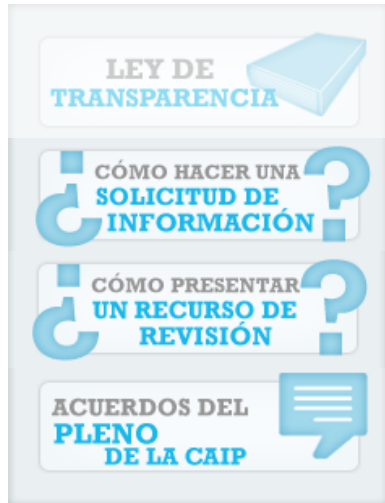 LEY DE
TRANSPARENCIA
¿CÓMO HACER UNA
SOLICITUD DE
INFORMACIÓN?
¿CÓMO PRESENTAR
UN RECURSO DE
REVISIÓN?
ACUERDOS DEL
PLENO
DE LA CAIP